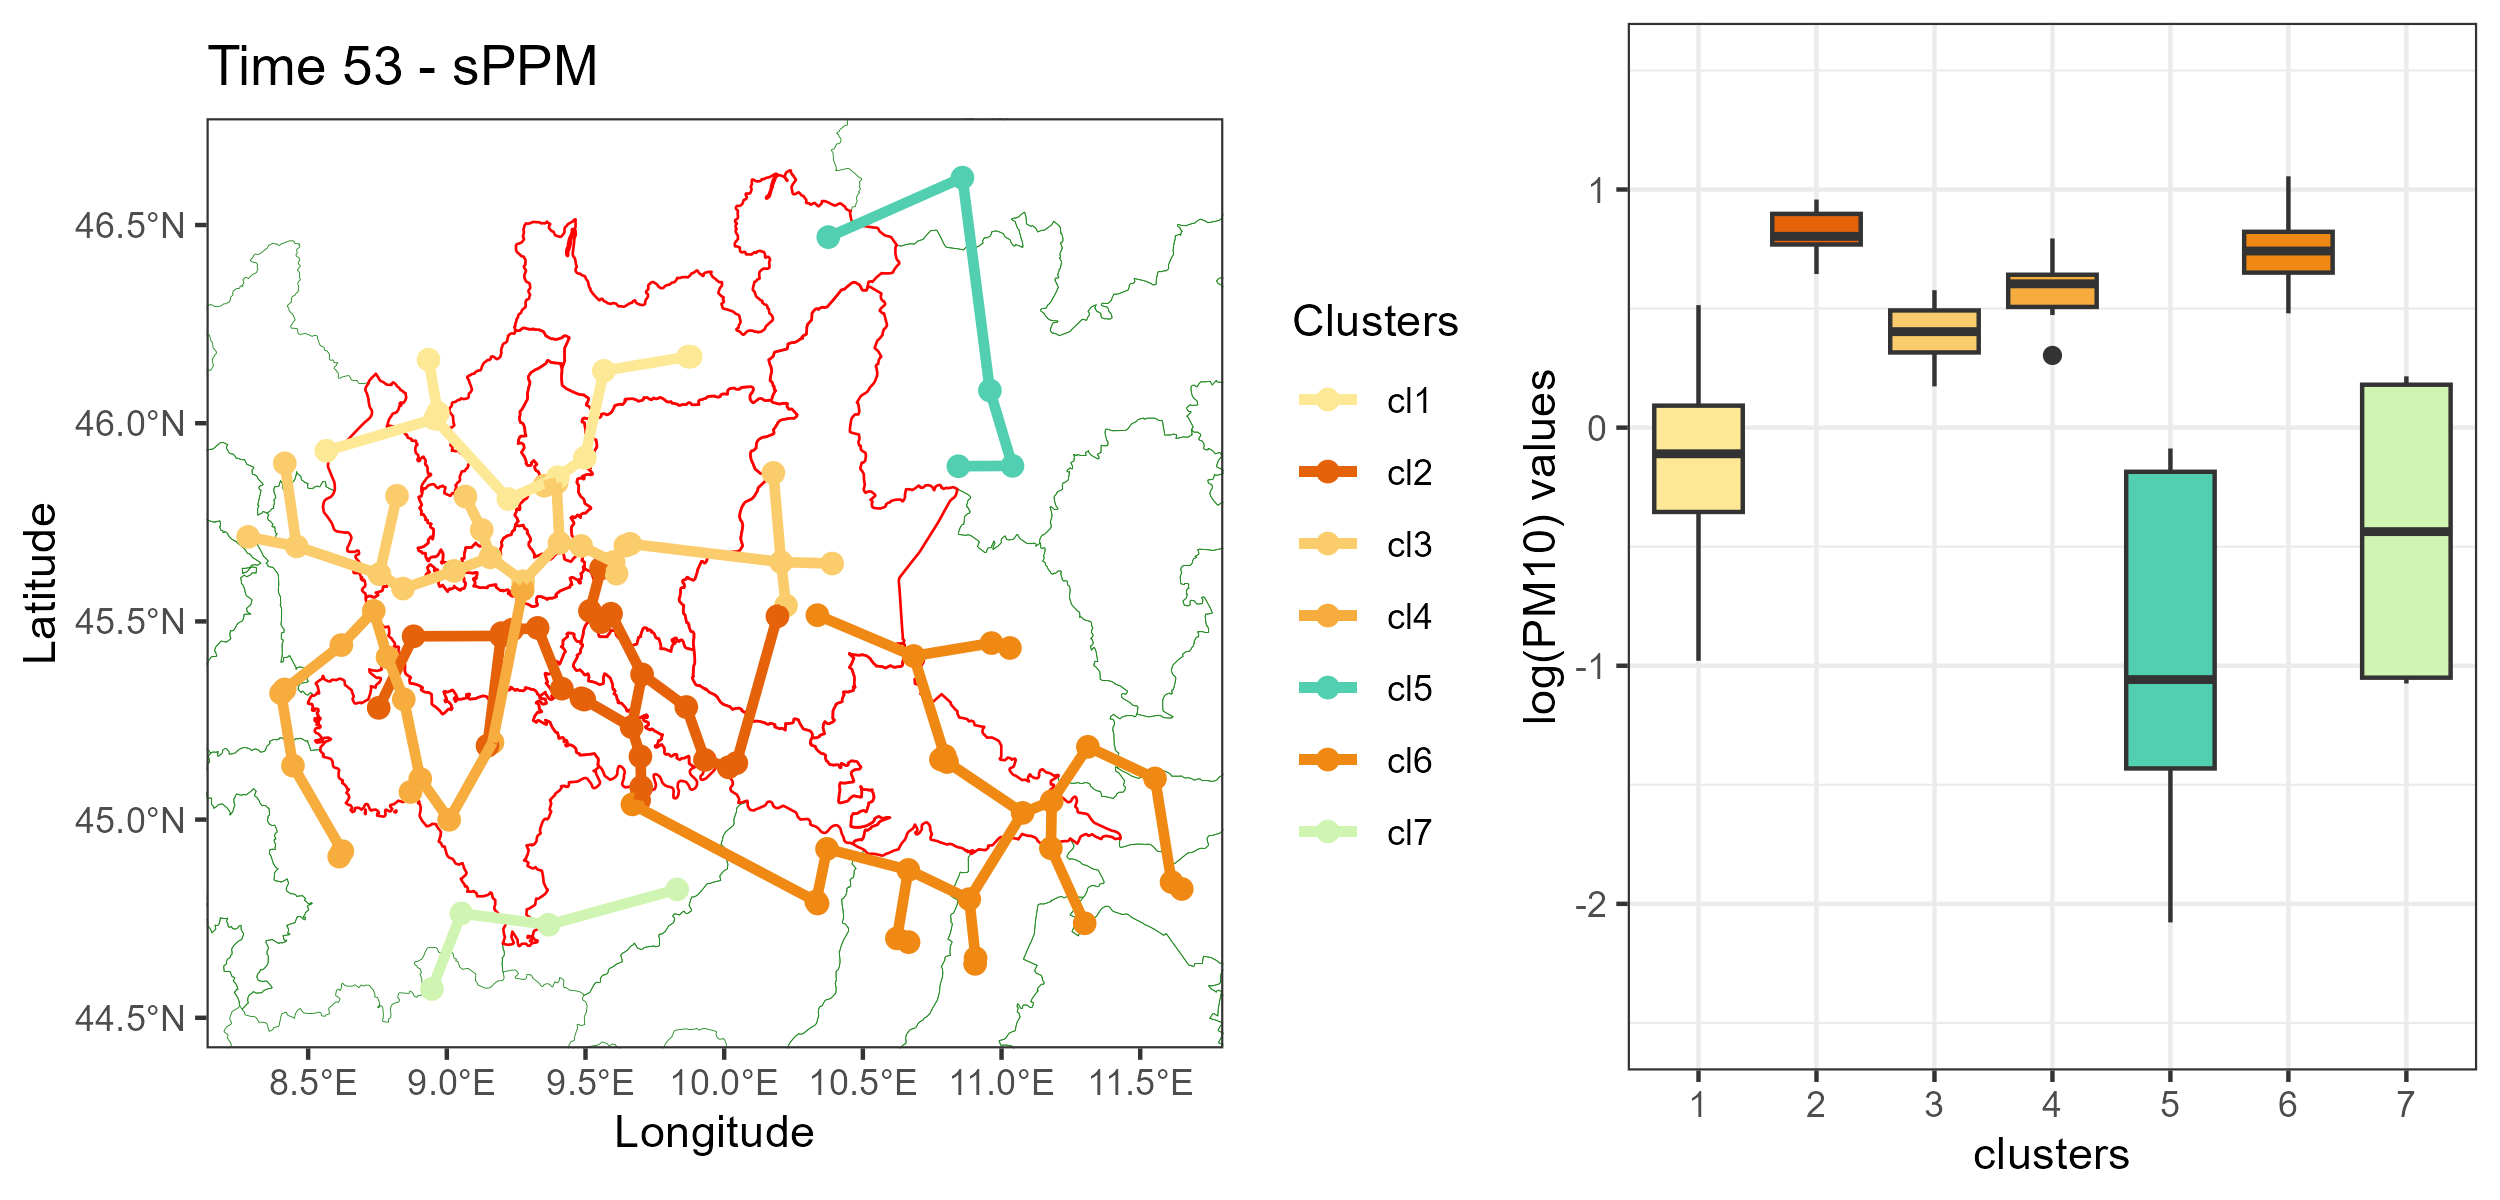 Time 53 - sPPM
46.5°N
46.0°N
45.5°N
45.0°N
44.5°N
Latitude
8.5°E 9.0°E 9.5°E 10.0°E 10.5°E 11.0°E 11.5°E
Longitude
Clusters
cl1
cl2
cl3
cl4
cl5
cl6
cl7
log(PM10) values
1
0
-1
-2
1 2 3 4 5 6 7
clusters